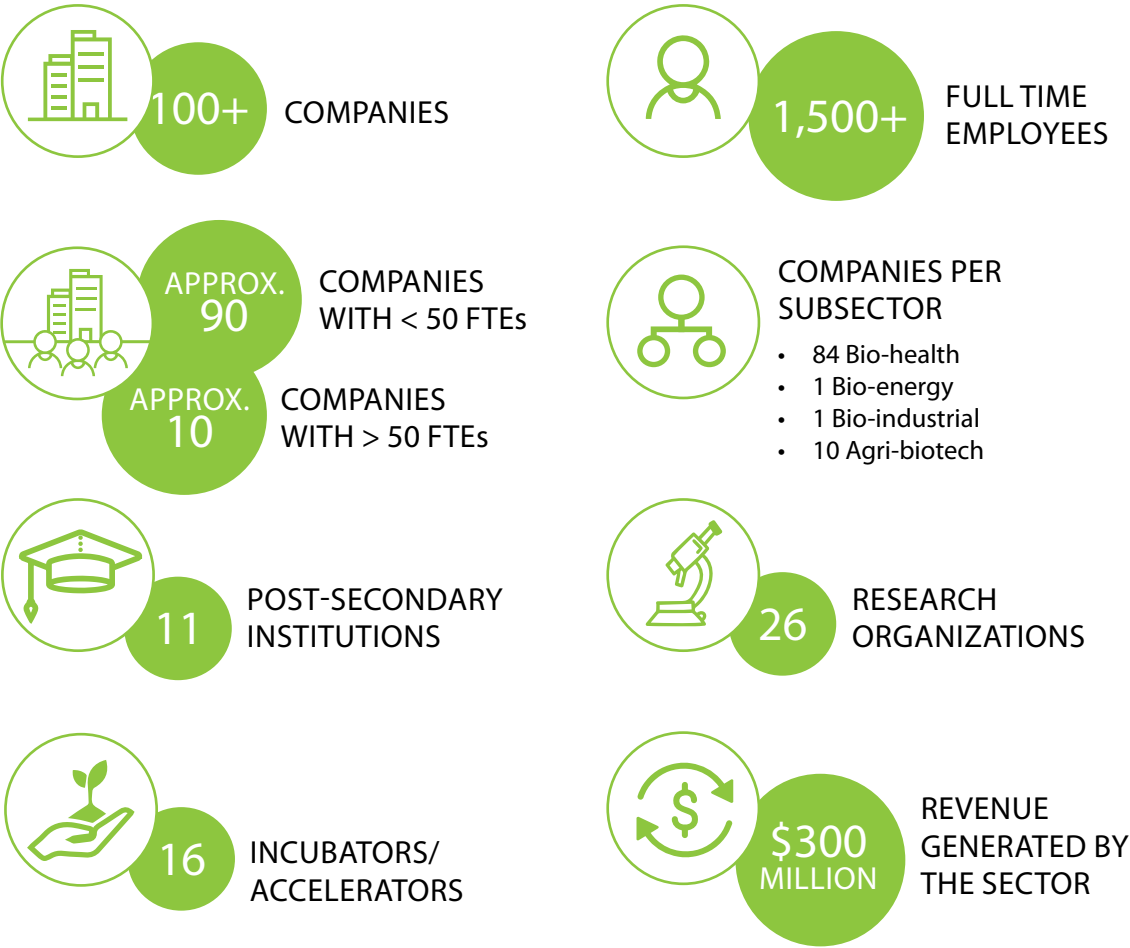 100+
COMPANIES
1,500+
FULL TIME
EMPLOYEES
APPROX.
90
COMPANIES
WITH < 50 FTEs
APPROX.
10
COMPANIES
WITH > 50 FTEs
COMPANIES PER
SUBSECTOR
• 84 Bio-health
• 1 Bio-energy
• 1 Bio-industrial
• 10 Agri-biotech
11
POST-SECONDARY
INSTITUTIONS
26
RESEARCH
ORGANIZATIONS
16
INCUBATORS/
ACCELERATORS
$
$300
MILLION
REVENUE
GENERATED BY
THE SECTOR